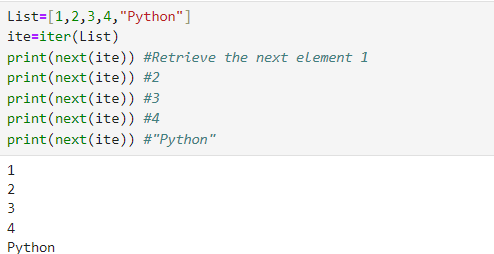 List=[1,2,3,4,"Python"]
ite=iter(List)
print(next(ite)) #Retrieve the next element 1
print(next(ite)) #2
print(next(ite)) #3
print(next(ite)) #4
print(next(ite)) #"Python"
1
2
3
4
Python